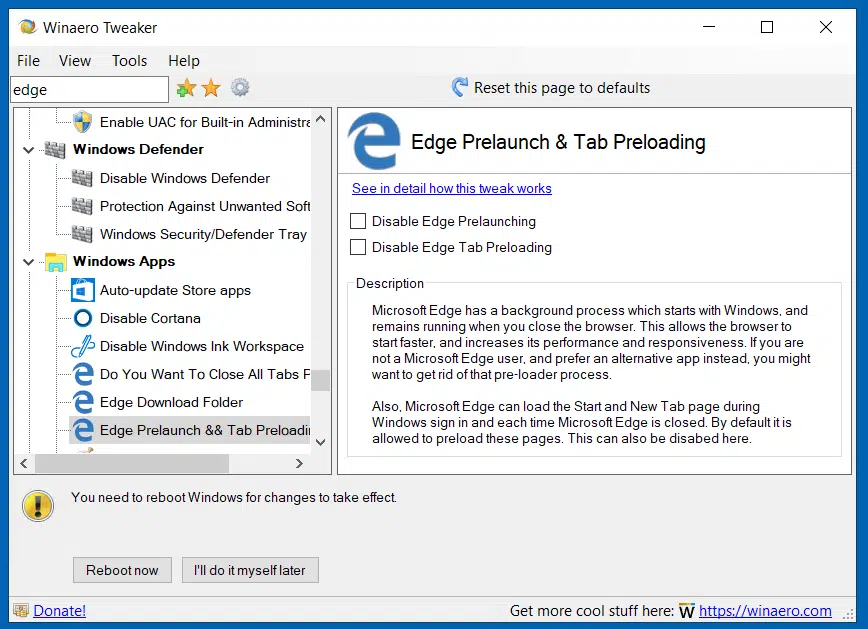 Winaero Tweaker
File View Tools Help
edge
Reset this page to defaults
Enable UAC for Built-in Administra
Windows Defender
Disable Windows Defender
Protection Against Unwanted Soft
Windows Security/Defender Tray
Windows Apps
Auto-update Store apps
Disable Cortana
Disable Windows Ink Workspace
Do You Want To Close All Tabs P
Edge Download Folder
Edge Prelaunch && Tab Preloadin
Edge Prelaunch & Tab Preloading
See in detail how this tweak works
Disable Edge Prelaunching
Disable Edge Tab Preloading
Description
Microsoft Edge has a background process which starts with Windows, and
remains running when you close the browser. This allows the browser to
start faster, and increases its performance and responsiveness. If you are
not a Microsoft Edge user, and prefer an alternative app instead, you might
want to get rid of that pre-loader process.
Also, Microsoft Edge can load the Start and New Tab page during
Windows sign in and each time Microsoft Edge is closed. By default it is
allowed to preload these pages. This can also be disabed here.
You need to reboot Windows for changes to take effect.
Reboot now
I'll do it myself later
Donate!
Get more cool stuff here: W https://winaero.com